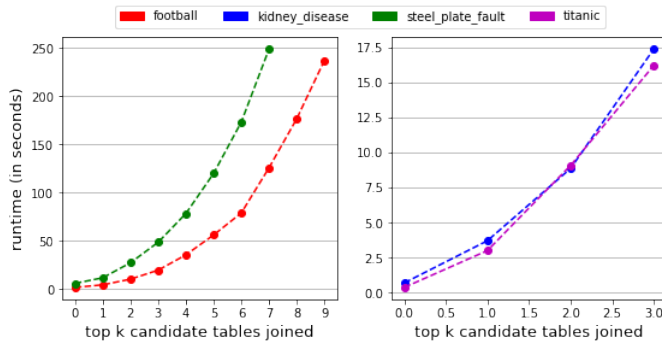 football kidney_disease steel_plate_fault titanic
runtime (in seconds)
250
200
150
100
50
0
0 1 2 3 4 5 6 7 8 9
top k candidate tables joined
17.5
15.0
12.5
10.0
7.5
5.0
2.5
0.0
0.0 0.5 1.0 1.5 2.0 2.5 3.0
top k candidate tables joined